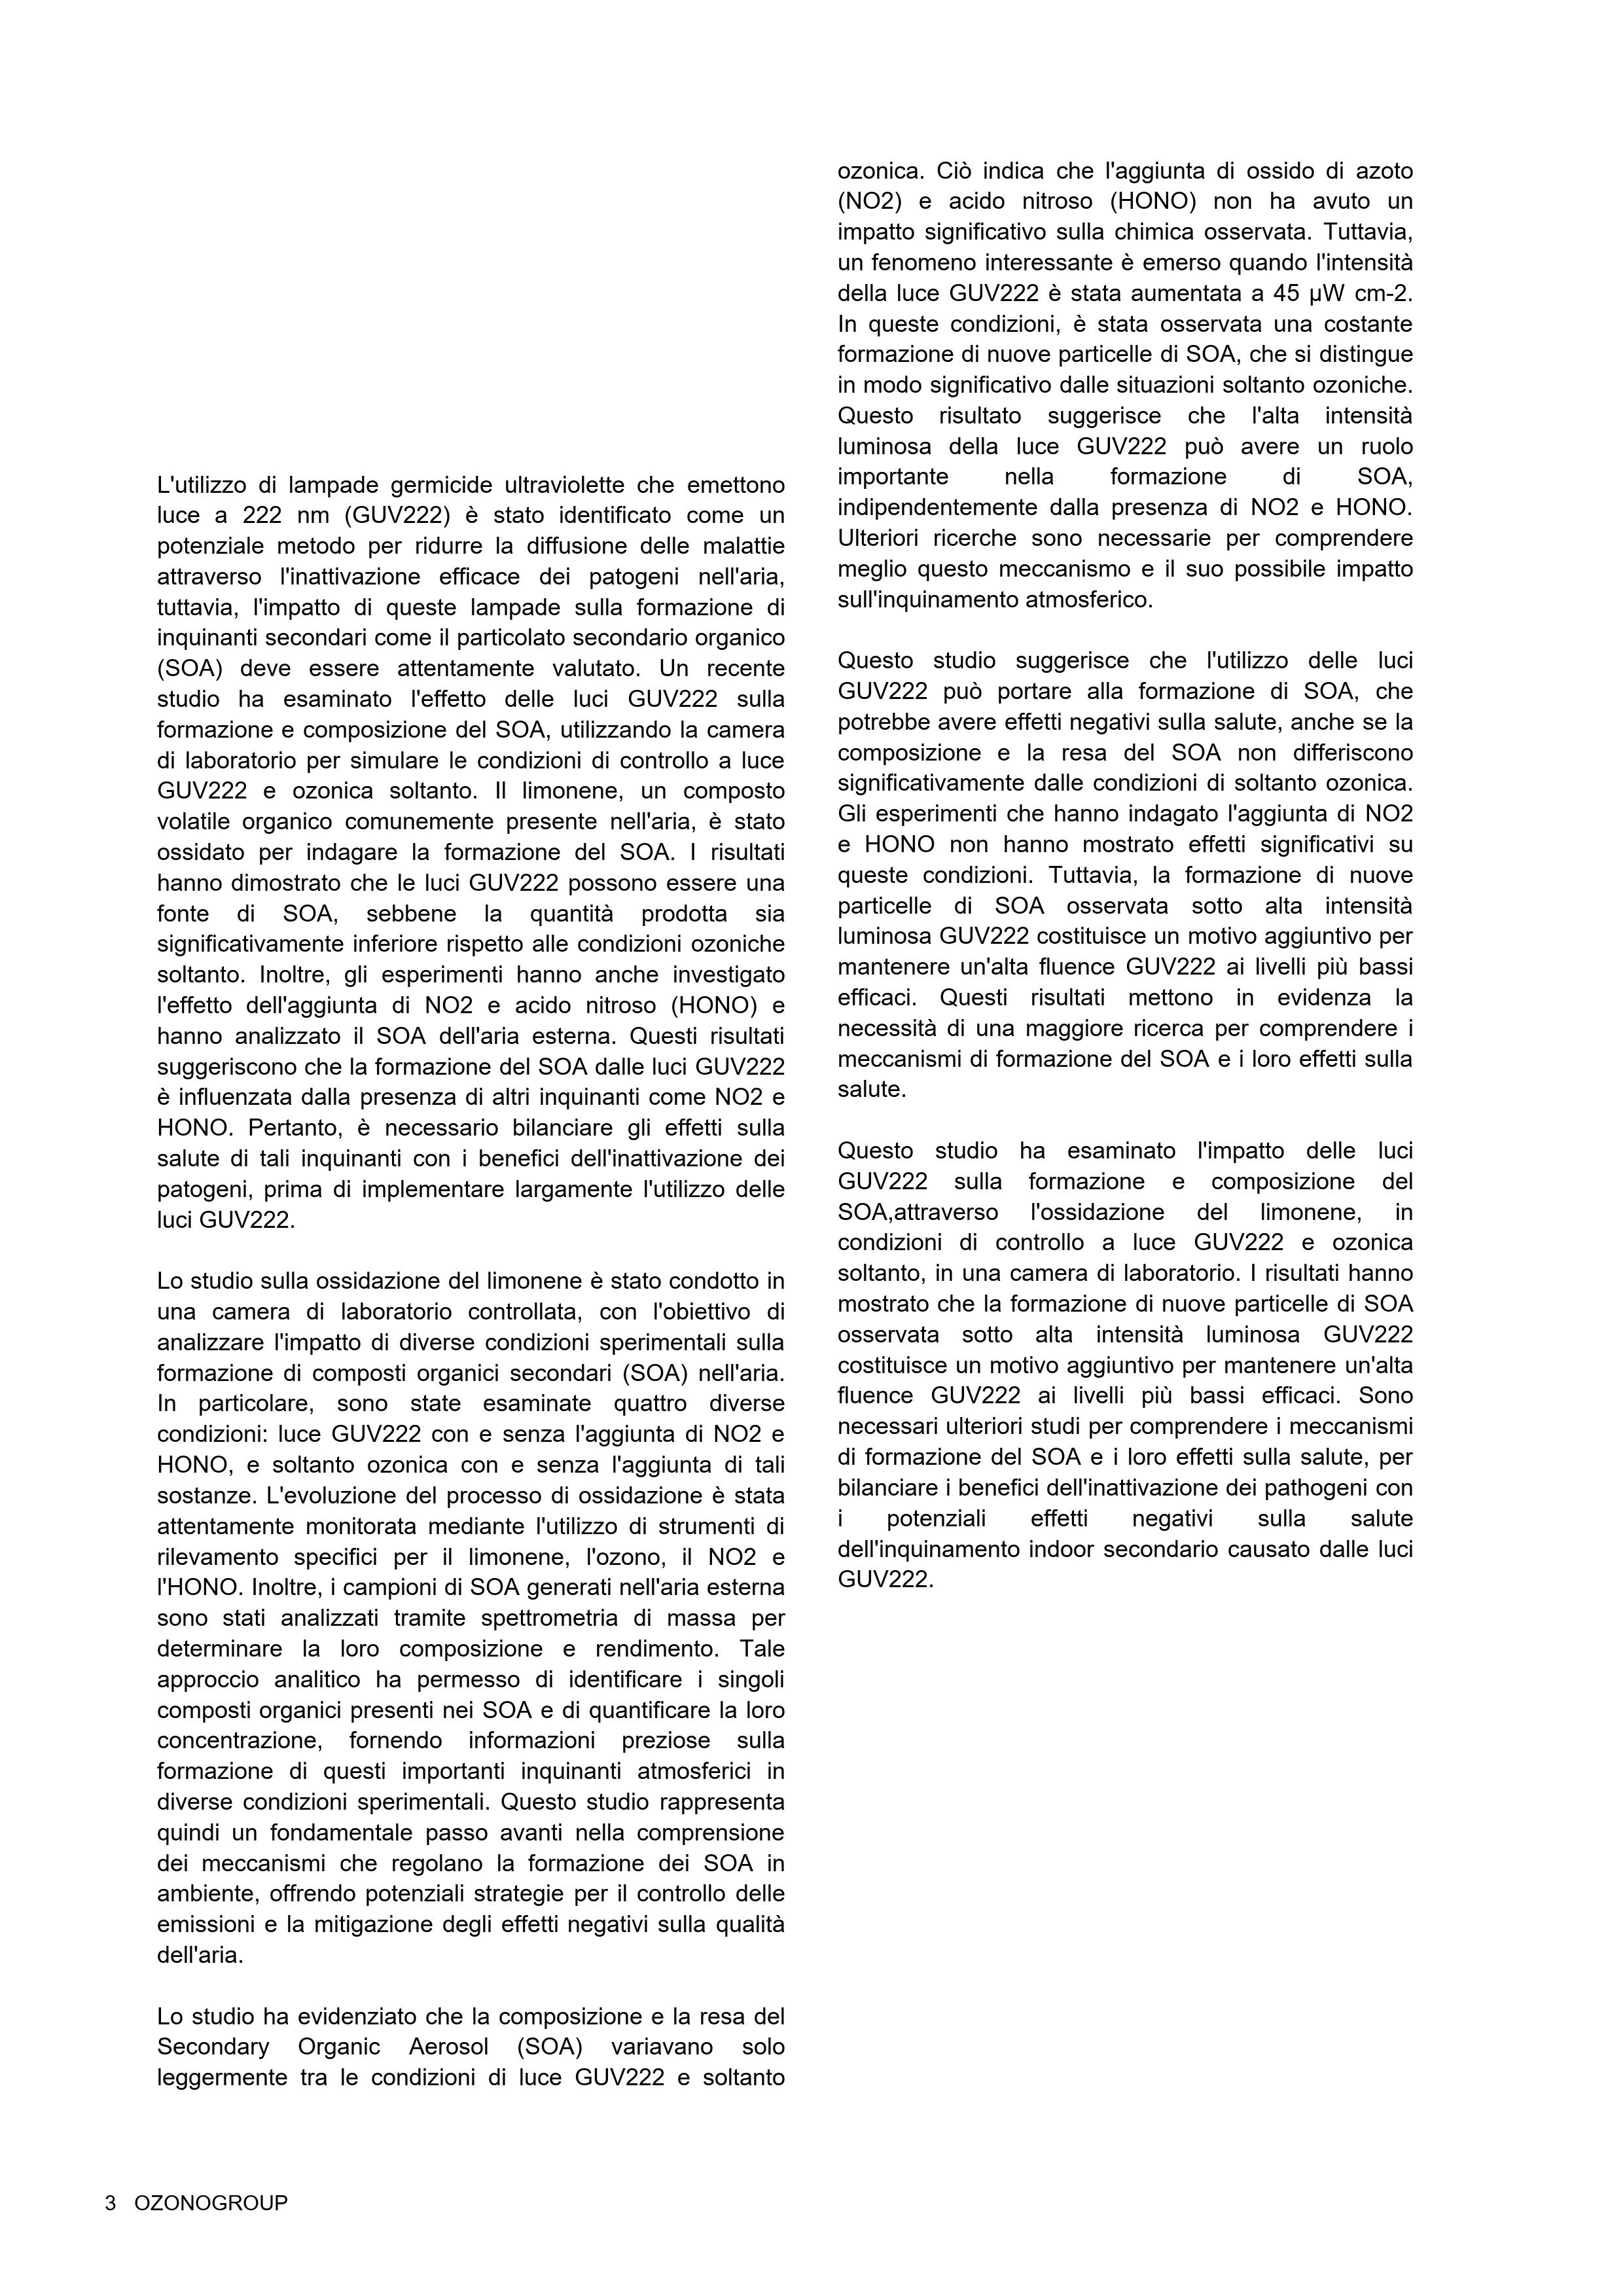 L'utilizzo di lampade germicide ultraviolette che emettono
luce a 222 nm (GUV222) è stato identificato come un
potenziale metodo per ridurre la diffusione delle malattie
attraverso l'inattivazione efficace dei patogeni nell'aria,
tuttavia, l'impatto di queste lampade sulla formazione di
inquinanti secondari come il particolato secondario organico
(SOA) deve essere attentamente valutato. Un recente
studio ha esaminato l'effetto delle luci GUV222 sulla
formazione e composizione del SOA, utilizzando la camera
di laboratorio per simulare le condizioni di controllo a luce
GUV222 e ozonica soltanto. Il limonene, un composto
volatile organico comunemente presente nell'aria, è stato
ossidato per indagare la formazione del SOA. I risultati
hanno dimostrato che le luci GUV222 possono essere una
fonte di SOA, sebbene la quantità prodotta sia
significativamente inferiore rispetto alle condizioni ozoniche
soltanto. Inoltre, gli esperimenti hanno anche investigato
l'effetto dell'aggiunta di NO2 e acido nitroso (HONO) e
hanno analizzato il SOA dell'aria esterna. Questi risultati
suggeriscono che la formazione del SOA dalle luci GUV222
è influenzata dalla presenza di altri inquinanti come NO2 e
HONO. Pertanto, è necessario bilanciare gli effetti sulla
salute di tali inquinanti con i benefici dell'inattivazione dei
patogeni, prima di implementare largamente l'utilizzo delle
luci GUV222.
Lo studio sulla ossidazione del limonene è stato condotto in
una camera di laboratorio controllata, con l'obiettivo di
analizzare l'impatto di diverse condizioni sperimentali sulla
formazione di composti organici secondari (SOA) nell'aria.
In particolare, sono state esaminate quattro diverse
condizioni: luce GUV222 con e senza l'aggiunta di NO2 e
HONO, e soltanto ozonica con e senza l'aggiunta di tali
sostanze. L'evoluzione del processo di ossidazione è stata
attentamente monitorata mediante l'utilizzo di strumenti di
rilevamento specifici per il limonene, l'ozono, il NO2 e
l'HONO. Inoltre, i campioni di SOA generati nell'aria esterna
sono stati analizzati tramite spettrometria di massa per
determinare la loro composizione e rendimento. Tale
approccio analitico ha permesso di identificare i singoli
composti organici presenti nei SOA e di quantificare la loro
concentrazione, fornendo informazioni preziose sulla
formazione di questi importanti inquinanti atmosferici in
diverse condizioni sperimentali. Questo studio rappresenta
quindi un fondamentale passo avanti nella comprensione
dei meccanismi che regolano la formazione dei SOA in
ambiente, offrendo potenziali strategie per il controllo delle
emissioni e la mitigazione degli effetti negativi sulla qualità
dell'aria.
Lo studio ha evidenziato che la composizione e la resa del
Secondary Organic Aerosol (SOA) variavano solo
leggermente tra le condizioni di luce GUV222 e soltanto
ozonica. Ciò indica che l'aggiunta di ossido di azoto
(NO2) e acido nitroso (HONO) non ha avuto un
impatto significativo sulla chimica osservata. Tuttavia,
un fenomeno interessante è emerso quando l'intensità
della luce GUV222 è stata aumentata a 45 µW cm-2.
In queste condizioni, è stata osservata una costante
formazione di nuove particelle di SOA, che si distingue
in modo significativo dalle situazioni soltanto ozoniche.
Questo risultato suggerisce che l'alta intensità
luminosa della luce GUV222 può avere un ruolo
importante nella formazione di SOA,
indipendentemente dalla presenza di NO2 e HONO.
Ulteriori ricerche sono necessarie per comprendere
meglio questo meccanismo e il suo possibile impatto
sull'inquinamento atmosferico.
Questo studio suggerisce che l'utilizzo delle luci
GUV222 può portare alla formazione di SOA, che
potrebbe avere effetti negativi sulla salute, anche se la
composizione e la resa del SOA non differiscono
significativamente dalle condizioni di soltanto ozonica.
Gli esperimenti che hanno indagato l'aggiunta di NO2
e HONO non hanno mostrato effetti significativi su
queste condizioni. Tuttavia, la formazione di nuove
particelle di SOA osservata sotto alta intensità
luminosa GUV222 costituisce un motivo aggiuntivo per
mantenere un'alta fluence GUV222 ai livelli più bassi
efficaci. Questi risultati mettono in evidenza la
necessità di una maggiore ricerca per comprendere i
meccanismi di formazione del SOA e i loro effetti sulla
salute.
Questo studio ha esaminato l'impatto delle luci
GUV222 sulla formazione e composizione del
SOA,attraverso l'ossidazione del limonene, in
condizioni di controllo a luce GUV222 e ozonica
soltanto, in una camera di laboratorio. I risultati hanno
mostrato che la formazione di nuove particelle di SOA
osservata sotto alta intensità luminosa GUV222
costituisce un motivo aggiuntivo per mantenere un'alta
fluence GUV222 ai livelli più bassi efficaci. Sono
necessari ulteriori studi per comprendere i meccanismi
di formazione del SOA e i loro effetti sulla salute, per
bilanciare i benefici dell'inattivazione dei pathogeni con
i potenziali effetti negativi sulla salute
dell'inquinamento indoor secondario causato dalle luci
GUV222.
3 OZONOGROUP